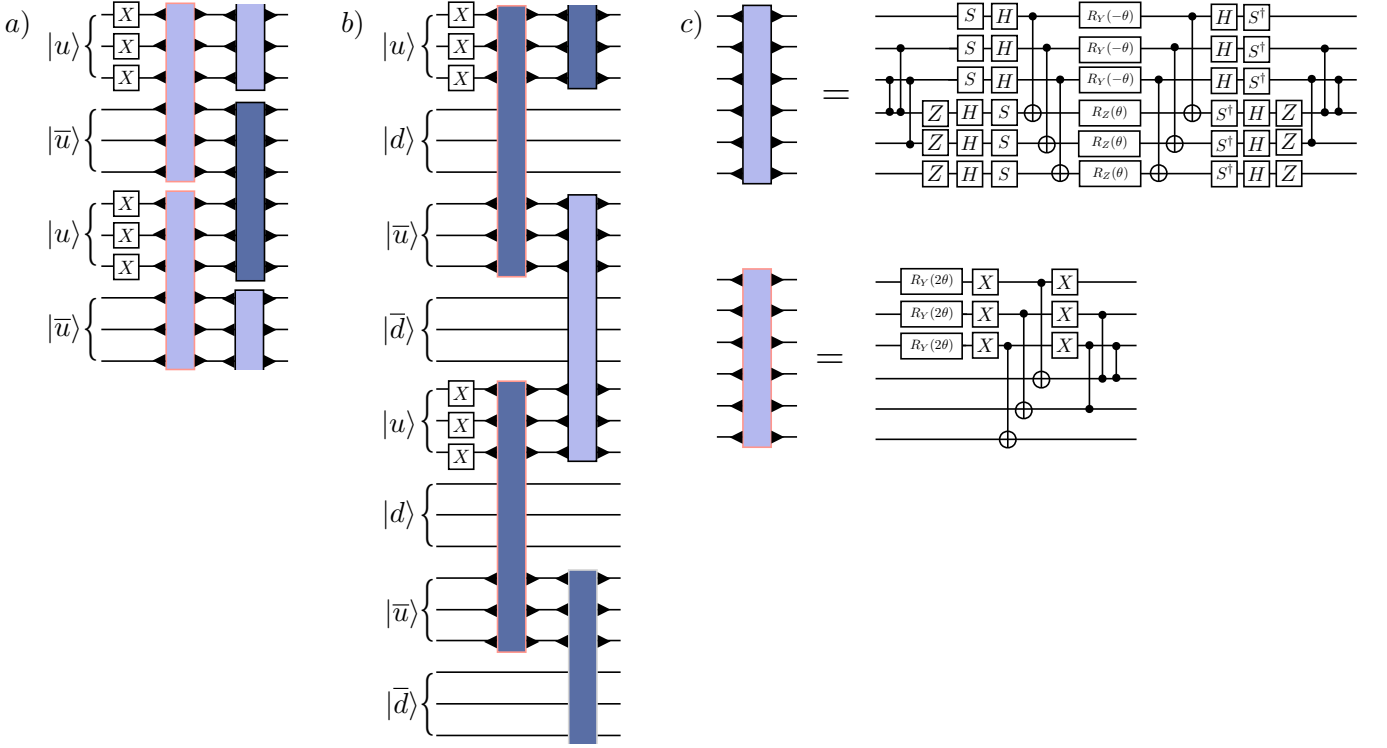 a)
|u⟩ X
X
X
|u̅⟩
|u⟩ X
X
X
|u̅⟩
b)
|u⟩ X
X
X
|d⟩
|u̅⟩
|d̅⟩
|u⟩ X
X
X
|d⟩
|u̅⟩
|d̅⟩
c)
=
S H R_Y(−θ) H S†
S H R_Y(−θ) H S†
S H R_Y(−θ) H S†
Z H S R_Z(θ) S† H Z
Z H S R_Z(θ) S† H Z
Z H S R_Z(θ) S† H Z
=
R_Y(2θ) X X
R_Y(2θ) X X
R_Y(2θ) X X